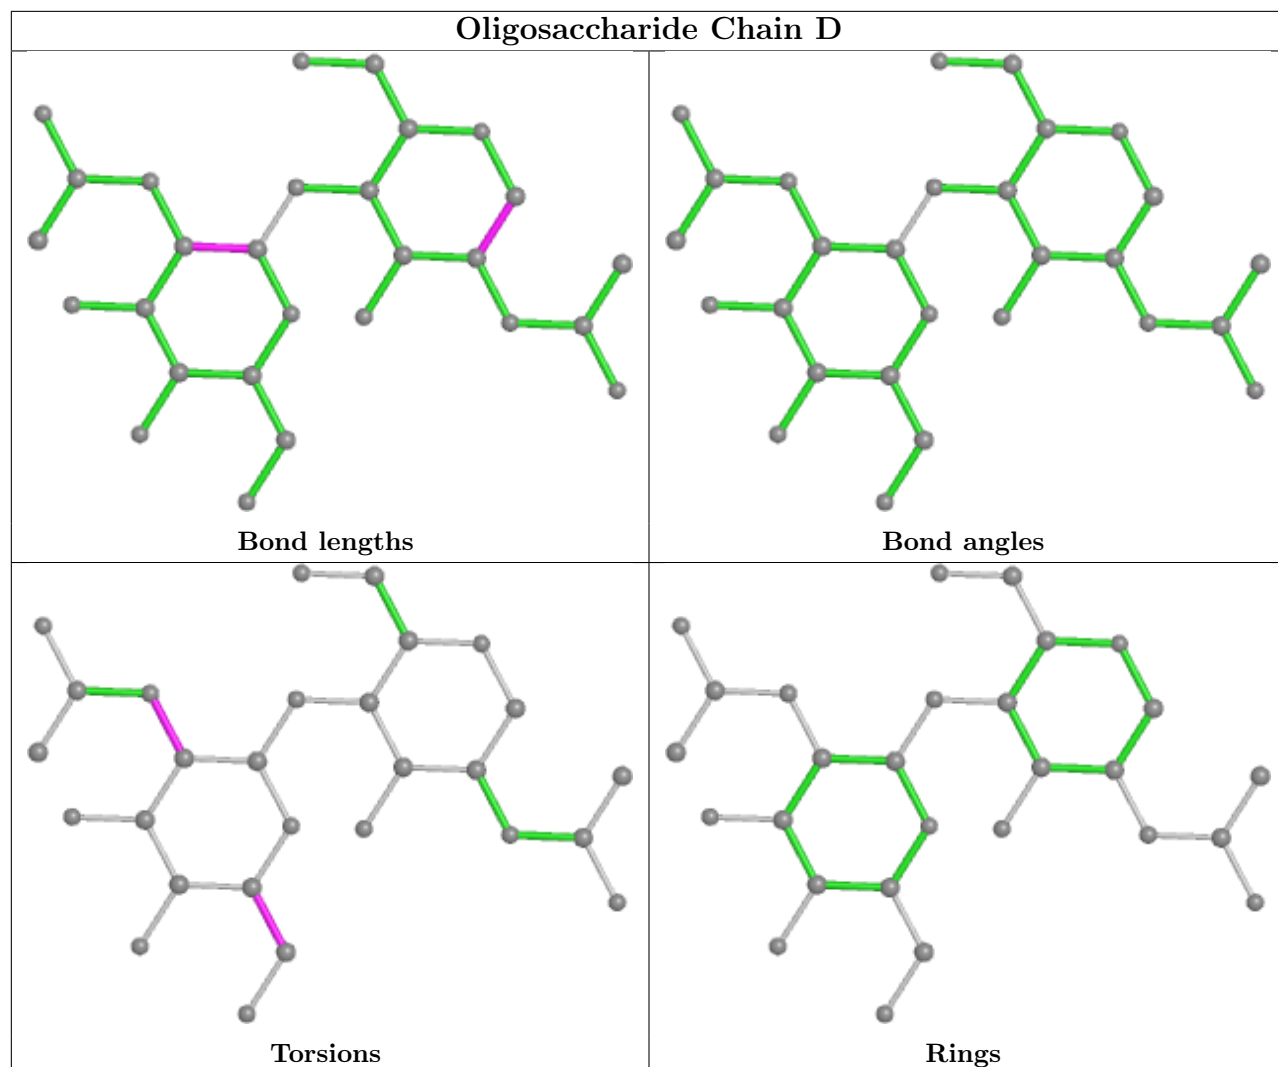 Oligosaccharide Chain D
Bond lengths
Bond angles
Torsions
Rings